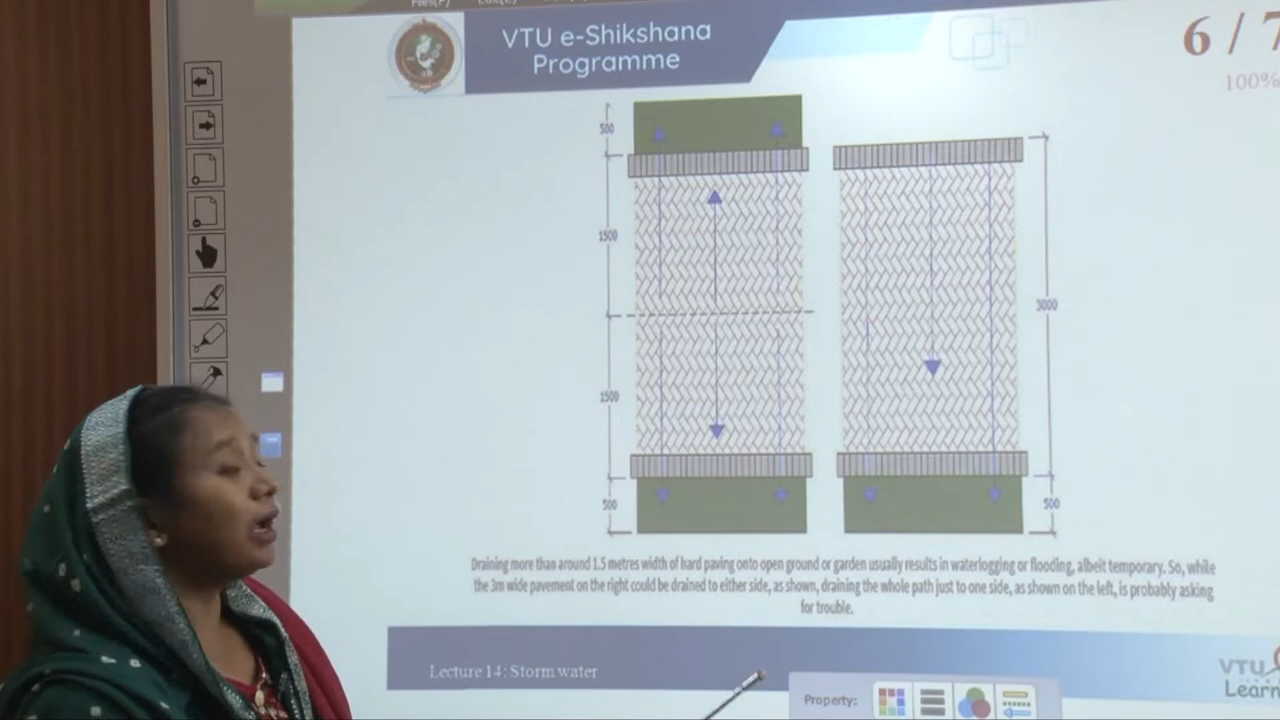 VTU e-Shikshana
Programme
6 / 7
100%
500
1500
1500
500
3000
500
Draining more than around 1.5 metres width of hard paving onto open ground or garden usually results in waterlogging or flooding, albeit temporary. So, while
the 3m wide pavement on the right could be drained to either side, as shown, draining the whole path just to one side, as shown on the left, is probably asking
for trouble.
Lecture 14: Storm water
VTU
Learn
Property: